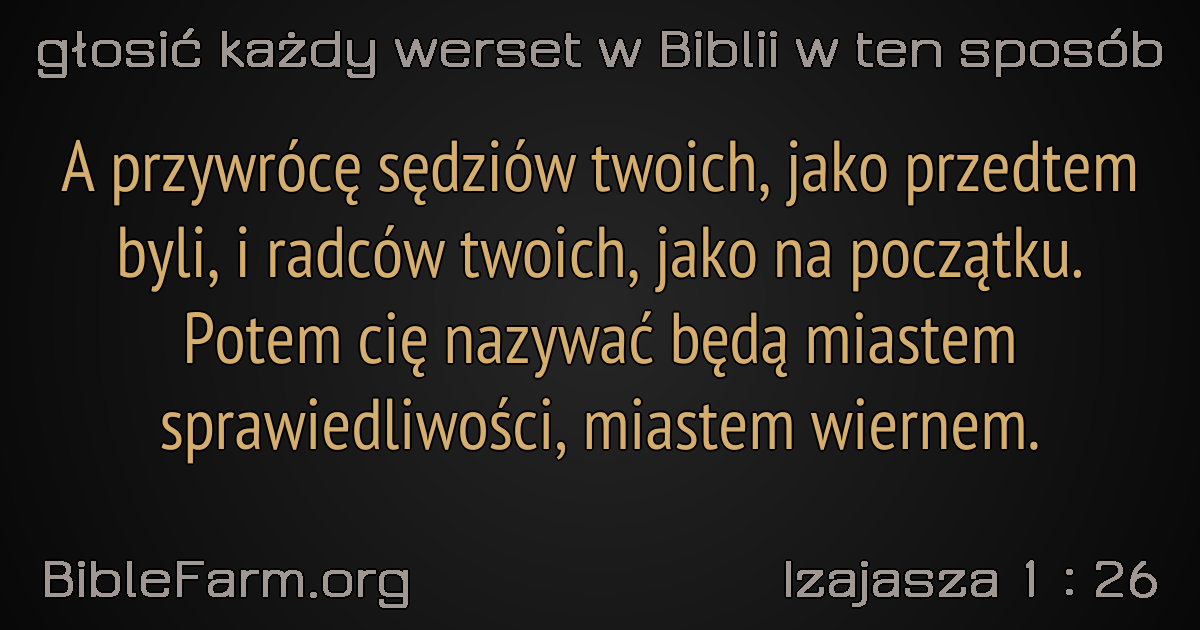 głosić każdy werset w Biblii w ten sposób
A przywrócę sędziów twoich, jako przedtem
byli, i radców twoich, jako na początku.
Potem cię nazywać będą miastem
sprawiedliwości, miastem wiernem.
BibleFarm.org
Izajasza 1 : 26